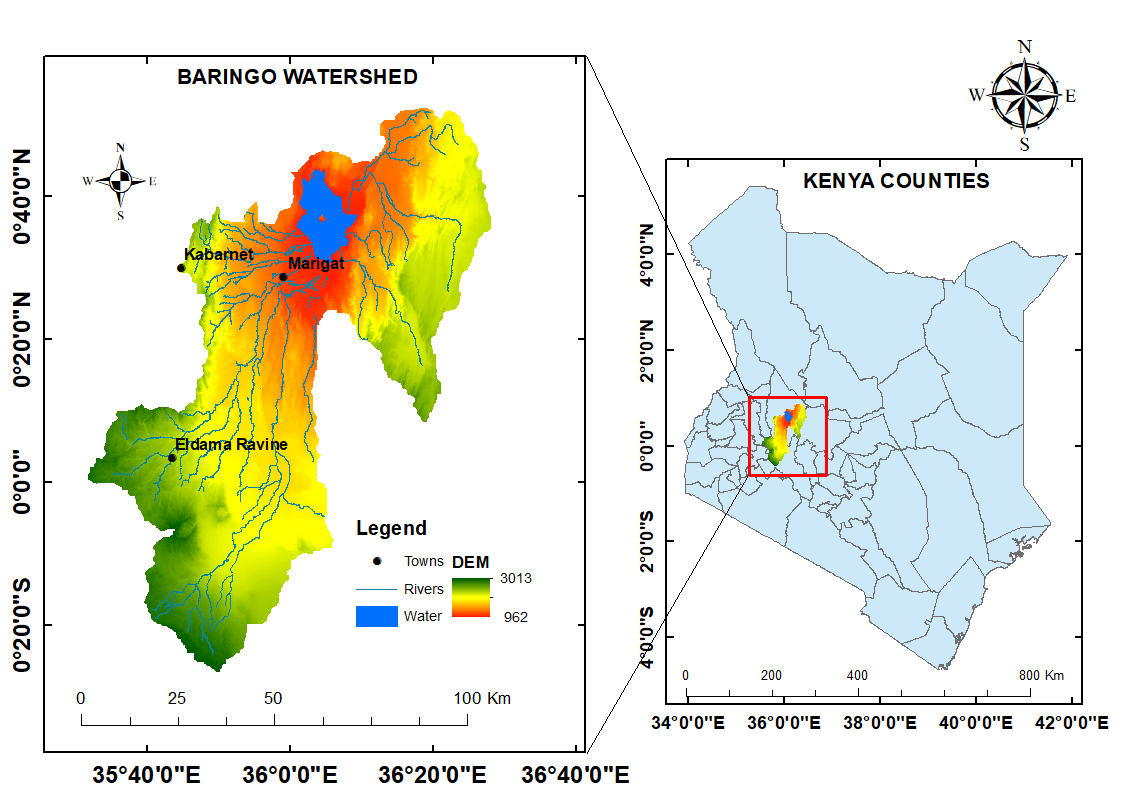 BARINGO WATERSHED
N
W E
S
0°40'0"N
0°20'0"N
0°0'0"
0°20'0"S
Kabarnet
Marigat
Eldama Ravine
Legend
Towns
Rivers
Water
DEM
3013
962
0 25 50 100 Km
35°40'0"E 36°0'0"E 36°20'0"E 36°40'0"E
N
W E
S
KENYA COUNTIES
4°0'0"N
2°0'0"N
0°0'0"
2°0'0"S
4°0'0"S
0 200 400 800 Km
34°0'0"E 36°0'0"E 38°0'0"E 40°0'0"E 42°0'0"E